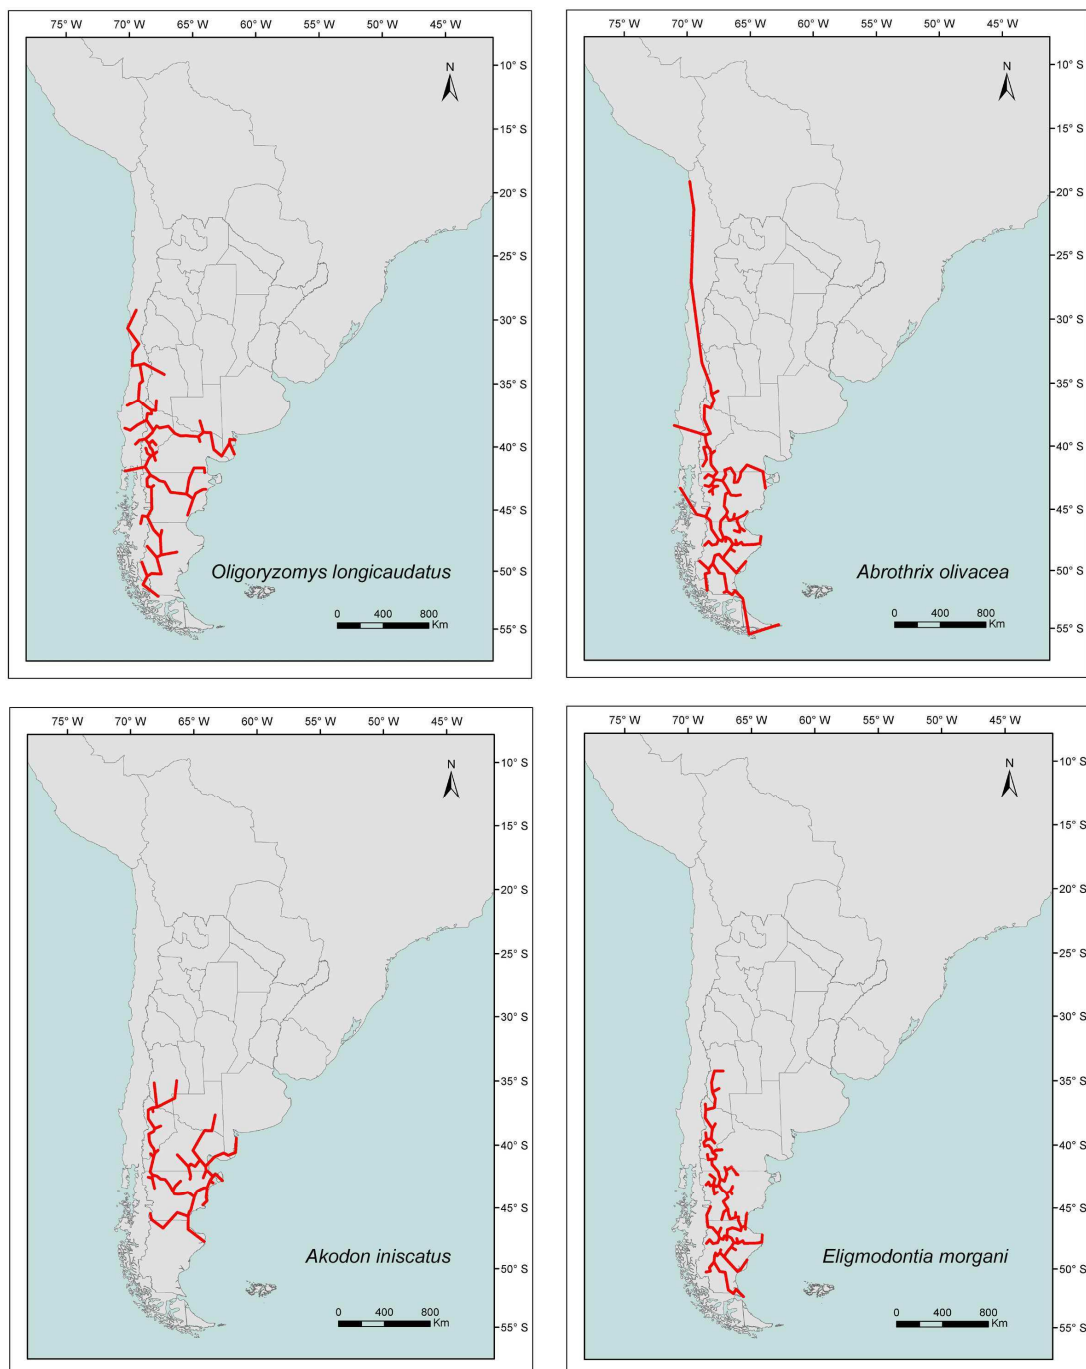 75° W 70° W 65° W 60° W 55° W 50° W 45° W
N
10° S
15° S
20° S
25° S
30° S
35° S
40° S
45° S
50° S
55° S
Oligoryzomys longicaudatus
0 400 800
Km
75° W 70° W 65° W 60° W 55° W 50° W 45° W
N
10° S
15° S
20° S
25° S
30° S
35° S
40° S
45° S
50° S
55° S
Abrothrix olivacea
0 400 800
Km
75° W 70° W 65° W 60° W 55° W 50° W 45° W
N
10° S
15° S
20° S
25° S
30° S
35° S
40° S
45° S
50° S
55° S
Akodon iniscatus
0 400 800
Km
75° W 70° W 65° W 60° W 55° W 50° W 45° W
N
10° S
15° S
20° S
25° S
30° S
35° S
40° S
45° S
50° S
55° S
Eligmodontia morgani
0 400 800
Km